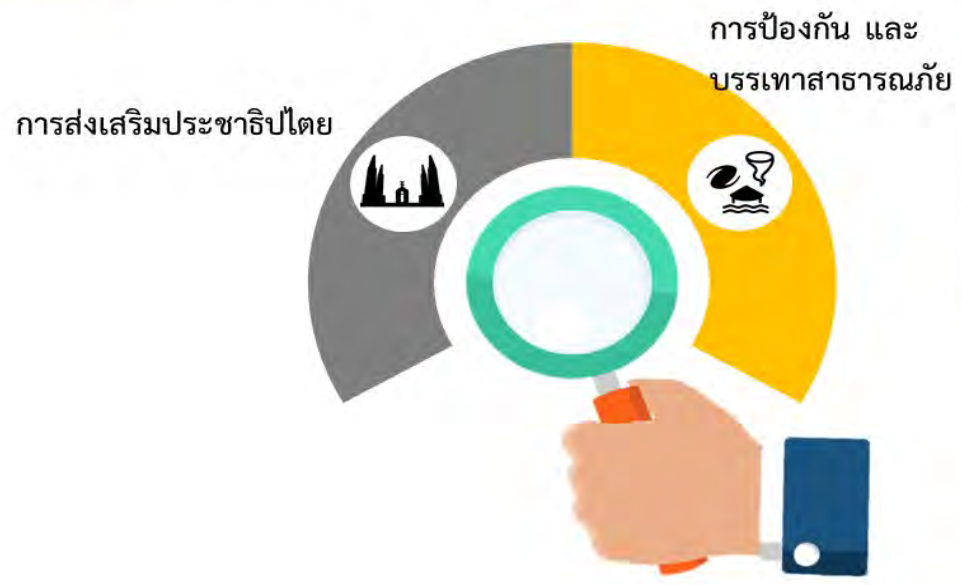 การป้องกัน และ
บรรเทาสาธารณภัย
การส่งเสริมประชาธิปไตย